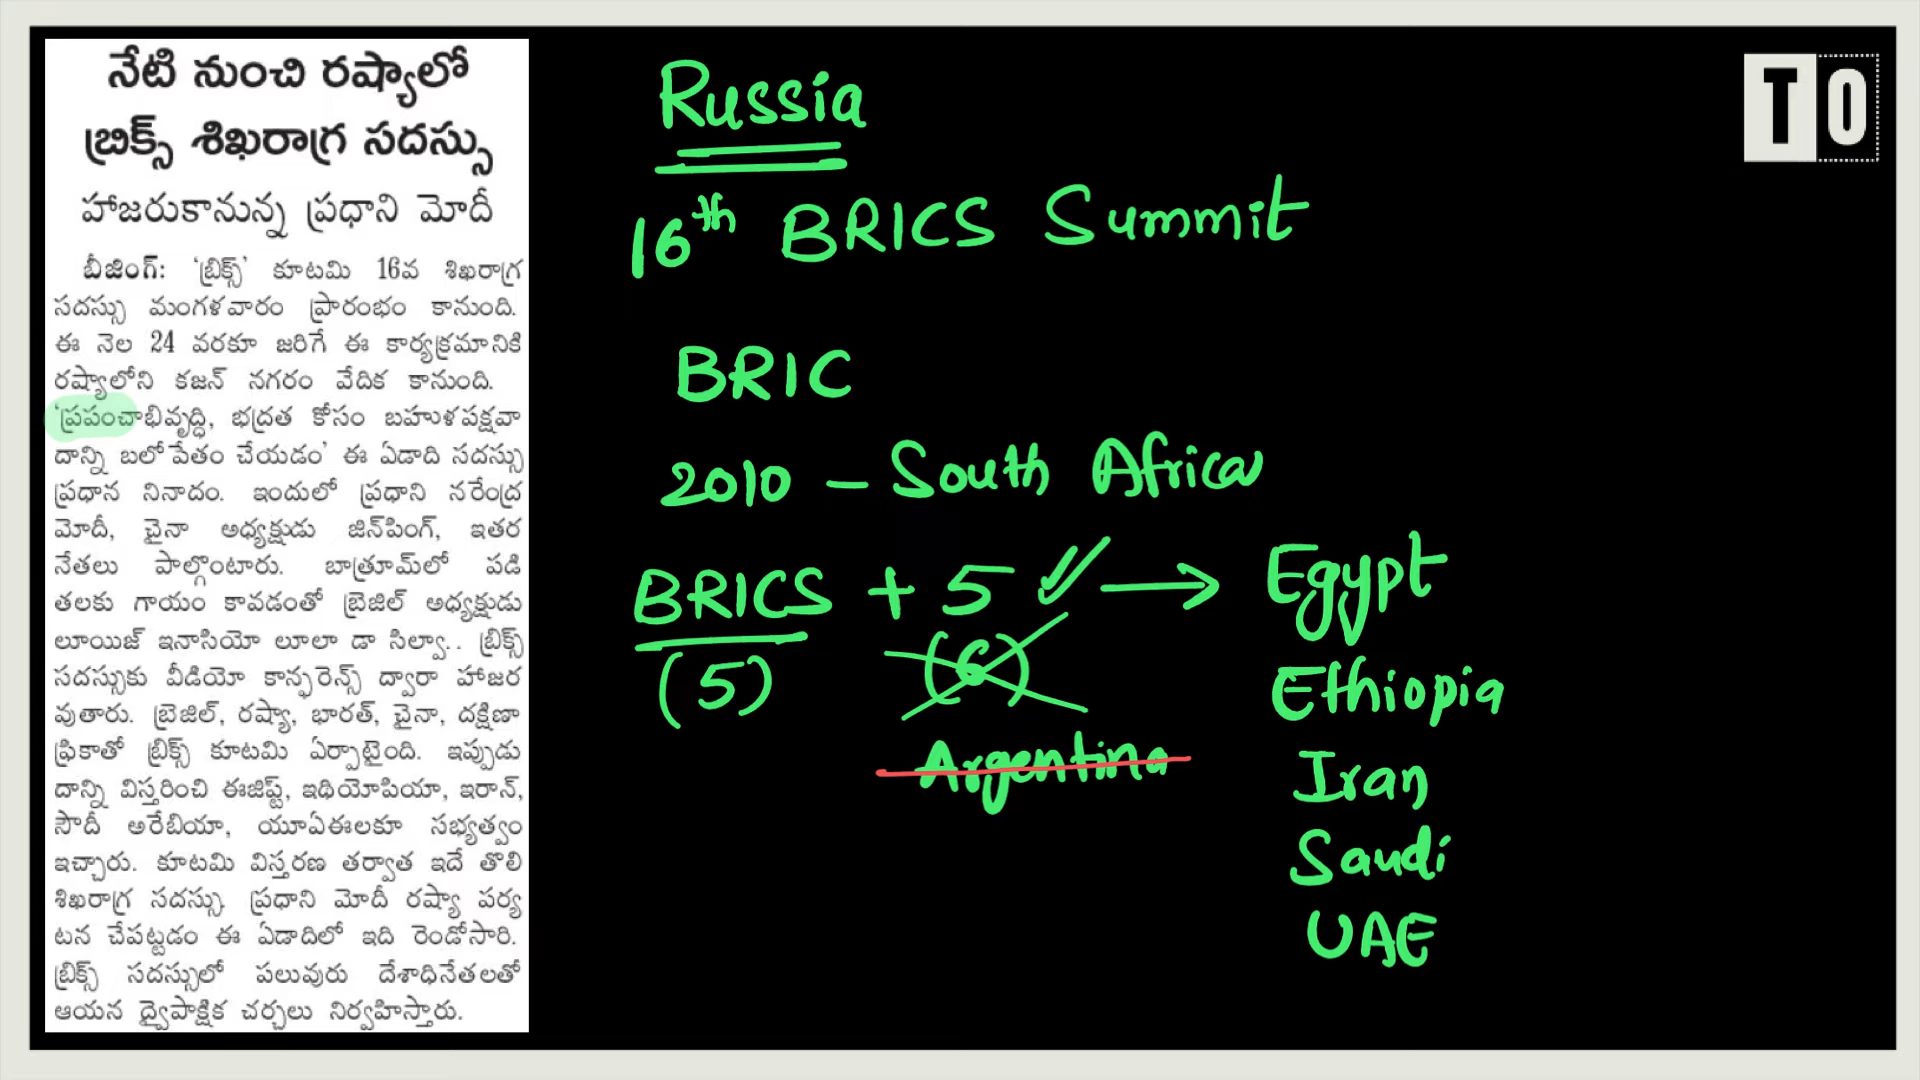 నేటి నుంచి రష్యాలో
బ్రిక్స్ శిఖరాగ్ర సదస్సు
హాజరుకానున్న ప్రధాని మోదీ
బీజింగ్: ‘బ్రిక్స్’ కూటమి 16వ శిఖరాగ్ర
సదస్సు మంగళవారం ప్రారంభం కానుంది.
ఈ నెల 24 వరకూ జరిగే ఈ కార్యక్రమానికి
రష్యాలోని కజన్ నగరం వేదిక కానుంది.
‘ప్రపంచాభివృద్ధి, భద్రత కోసం బహుళపక్షవా
దాన్ని బలోపేతం చేయడం’ ఈ ఏడాది సదస్సు
ప్రధాన నినాదం. ఇందులో ప్రధాని నరేంద్ర
మోదీ, చైనా అధ్యక్షుడు జిన్‌పింగ్, ఇతర
నేతలు పాల్గొంటారు. బాత్రూమ్‌లో పడి
తలకు గాయం కావడంతో బ్రెజిల్ అధ్యక్షుడు
లూయిజ్ ఇనాసియో లూలా డా సిల్వా.. బ్రిక్స్
సదస్సుకు వీడియో కాన్ఫరెన్స్ ద్వారా హాజర
వుతారు. బ్రెజిల్, రష్యా, భారత్, చైనా, దక్షిణా
ఫ్రికాతో బ్రిక్స్ కూటమి ఏర్పాటైంది. ఇప్పుడు
దాన్ని విస్తరించి ఈజిప్ట్, ఇథియోపియా, ఇరాన్,
సౌదీ అరేబియా, యూఏఈలకూ సభ్యత్వం
ఇచ్చారు. కూటమి విస్తరణ తర్వాత ఇదే తొలి
శిఖరాగ్ర సదస్సు. ప్రధాని మోదీ రష్యా పర్య
టన చేపట్టడం ఈ ఏడాదిలో ఇది రెండోసారి.
బ్రిక్స్ సదస్సులో పలువురు దేశాధినేతలతో
ఆయన ద్వైపాక్షిక చర్చలు నిర్వహిస్తారు.
Russia
16th BRICS Summit
BRIC
2010 - South Africa
BRICS + 5 → Egypt
(5) (6) Ethiopia
Argentina Iran
Saudi
UAE
TO